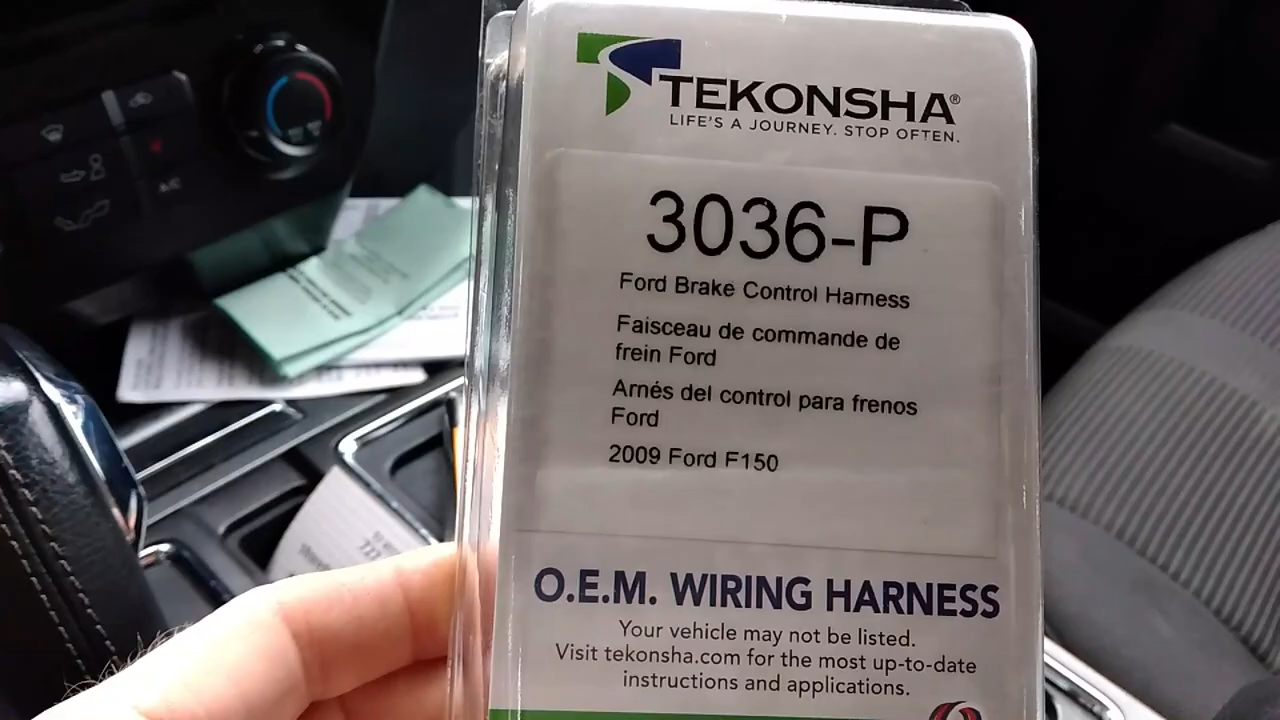 TEKONSHA®
LIFE'S A JOURNEY. STOP OFTEN.
3036-P
Ford Brake Control Harness
Faisceau de commande de
frein Ford
Arnés del control para frenos
Ford
2009 Ford F150
O.E.M. WIRING HARNESS
Your vehicle may not be listed.
Visit tekonsha.com for the most up-to-date
instructions and applications.
A/C